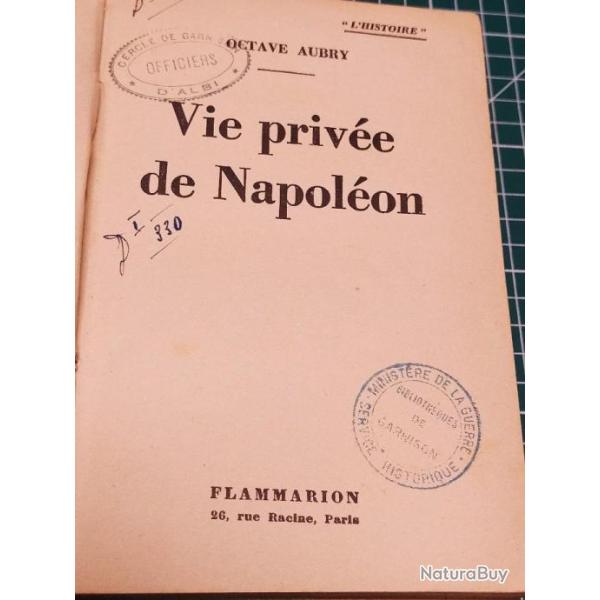 "L'HISTOIRE"
OCTAVE AUBRY
CERCLE DE GARNISON
OFFICIERS
D'ALBI
Vie privée
de Napoléon
D I
330
MINISTÈRE DE LA GUERRE
BIBLIOTHÈQUES
DE
GARNISON
SERVICE HISTORIQUE
FLAMMARION
26, rue Racine, Paris
NaturaBuy